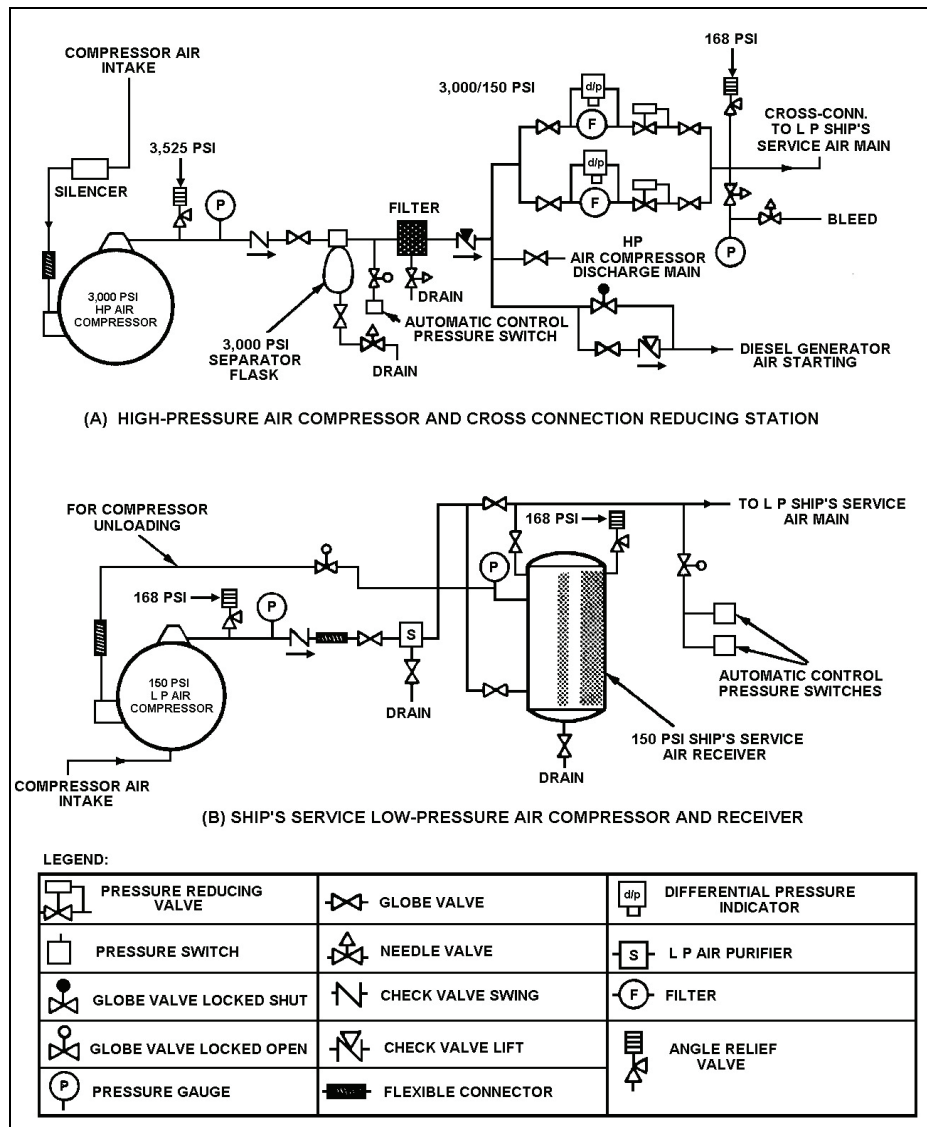 COMPRESSOR AIR
INTAKE
3,525 PSI
SILENCER
3,000 PSI
HP AIR
COMPRESSOR
FILTER
DRAIN
3,000 PSI
SEPARATOR
FLASK
DRAIN
AUTOMATIC CONTROL
PRESSURE SWITCH
P
3,000/150 PSI
d/p
F
d/p
F
168 PSI
CROSS-CONN.
TO L P SHIP'S
SERVICE AIR MAIN
BLEED
P
HP
AIR COMPRESSOR
DISCHARGE MAIN
DIESEL GENERATOR
AIR STARTING
(A) HIGH-PRESSURE AIR COMPRESSOR AND CROSS CONNECTION REDUCING STATION
FOR COMPRESSOR
UNLOADING
168 PSI
P
150 PSI
L P AIR
COMPRESSOR
COMPRESSOR AIR
INTAKE
S
DRAIN
P
168 PSI
TO L P SHIP'S SERVICE
AIR MAIN
AUTOMATIC CONTROL
PRESSURE SWITCHES
150 PSI SHIP'S SERVICE
AIR RECEIVER
DRAIN
(B) SHIP'S SERVICE LOW-PRESSURE AIR COMPRESSOR AND RECEIVER
LEGEND:
PRESSURE REDUCING
VALVE
GLOBE VALVE
d/p
DIFFERENTIAL PRESSURE
INDICATOR
PRESSURE SWITCH
NEEDLE VALVE
S
L P AIR PURIFIER
GLOBE VALVE LOCKED SHUT
CHECK VALVE SWING
F
FILTER
GLOBE VALVE LOCKED OPEN
CHECK VALVE LIFT
ANGLE RELIEF
VALVE
P
PRESSURE GAUGE
FLEXIBLE CONNECTOR